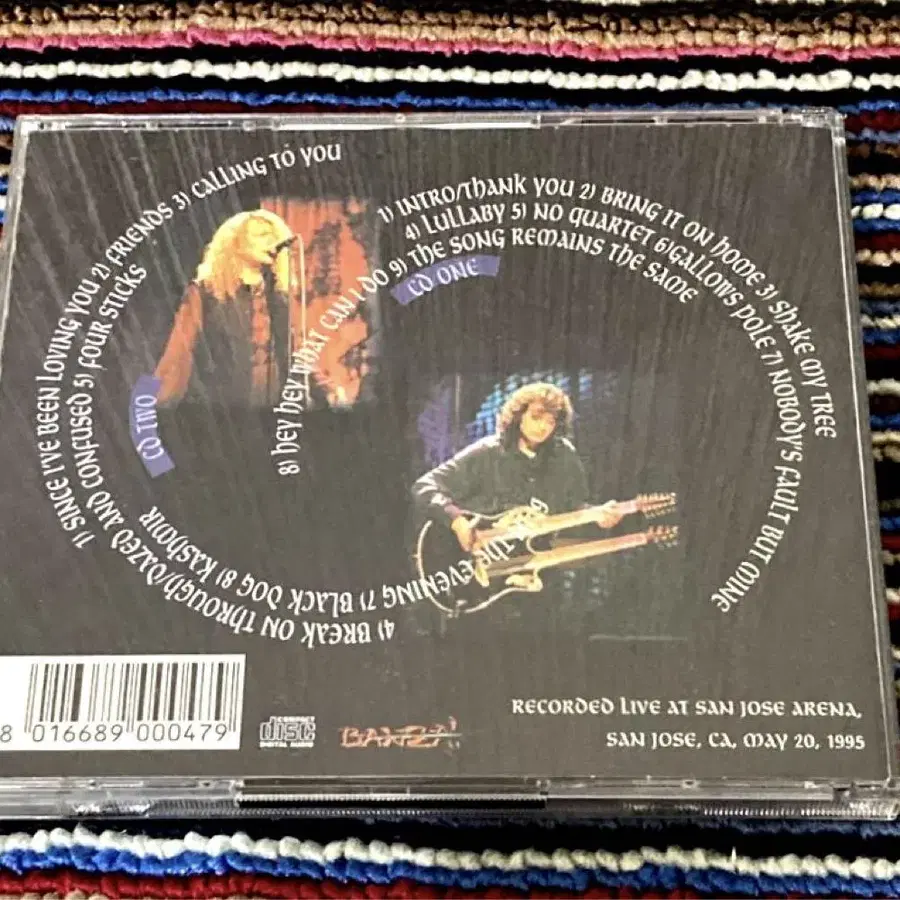 1) INTRO/THANK YOU 2) BRING IT ON HOME 3) SHAKE MY TREE
4) LULLABY 5) NO QUARTET 6)GALLOWS POLE 7) NOBODY'S FAULT BUT MINE
8) HEY HEY WHAT CAN I DO 9) THE SONG REMAINS THE SAME
CD ONE
1) SINCE I'VE BEEN LOVING YOU 2) FRIENDS 3) CALLING TO YOU
4) BREAK ON THROUGH)/DAZED AND CONFUSED 5) FOUR STICKS
THE EVENING 7) BLACK DOG 8) KASHMIR
CD TWO
8 016689 000479
COMPACT
DISC
DIGITAL AUDIO
BANZAI
RECORDED LIVE AT SAN JOSE ARENA,
SAN JOSE, CA, MAY 20, 1995